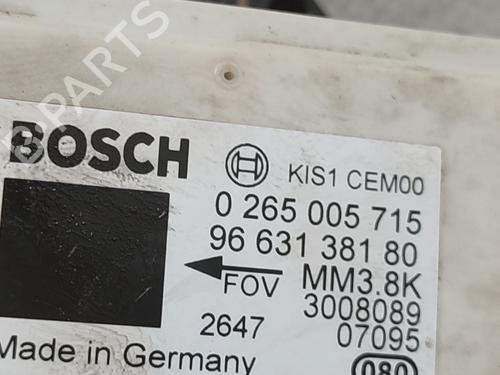 B-PARTS
BOSCH
KIS1 CEM00
0 265 005 715
96 631 381 80
FOV
MM3.8K
3008089
2647
07095
Made in Germany
080